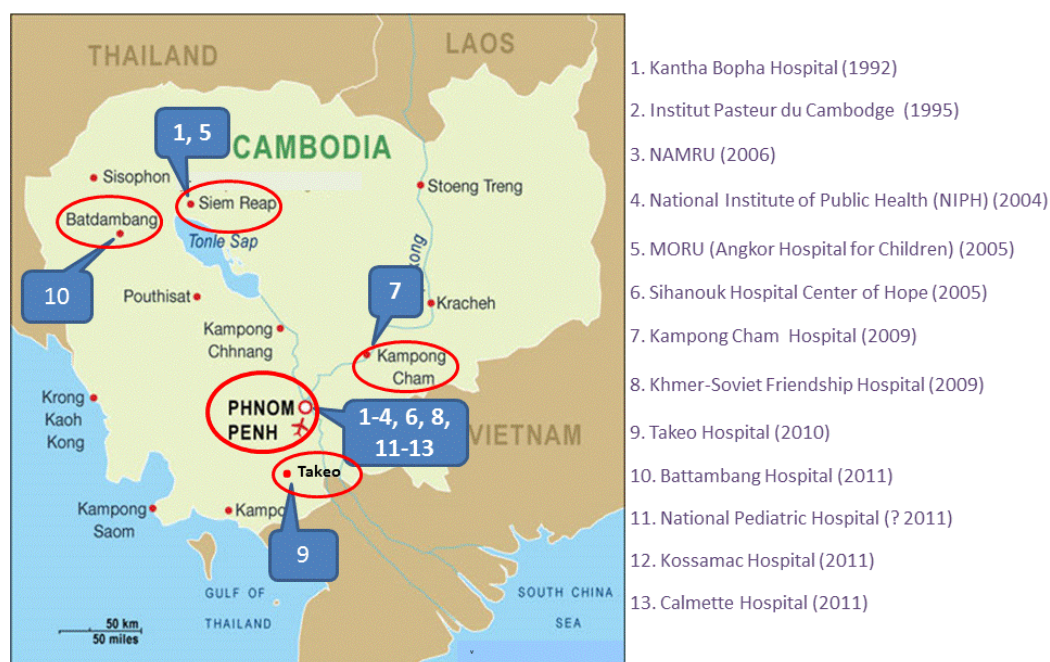 THAILAND
LAOS
1, 5
CAMBODIA
Sisophon
Siem Reap
Stoeng Treng
Batdambang
Tonle Sap
ong
10
Pouthisat
7
Kracheh
Kampong
Chhnang
Kampong
Cham
Krong
Kaoh
Kong
PHNOM
PENH
1-4, 6, 8,
11-13
VIETNAM
Takeo
Kampong
Saom
Kampo
9
GULF OF
THAILAND
SOUTH CHINA
SEA
50 km
50 miles
1. Kantha Bopha Hospital (1992)
2. Institut Pasteur du Cambodge (1995)
3. NAMRU (2006)
4. National Institute of Public Health (NIPH) (2004)
5. MORU (Angkor Hospital for Children) (2005)
6. Sihanouk Hospital Center of Hope (2005)
7. Kampong Cham Hospital (2009)
8. Khmer-Soviet Friendship Hospital (2009)
9. Takeo Hospital (2010)
10. Battambang Hospital (2011)
11. National Pediatric Hospital (? 2011)
12. Kossamac Hospital (2011)
13. Calmette Hospital (2011)